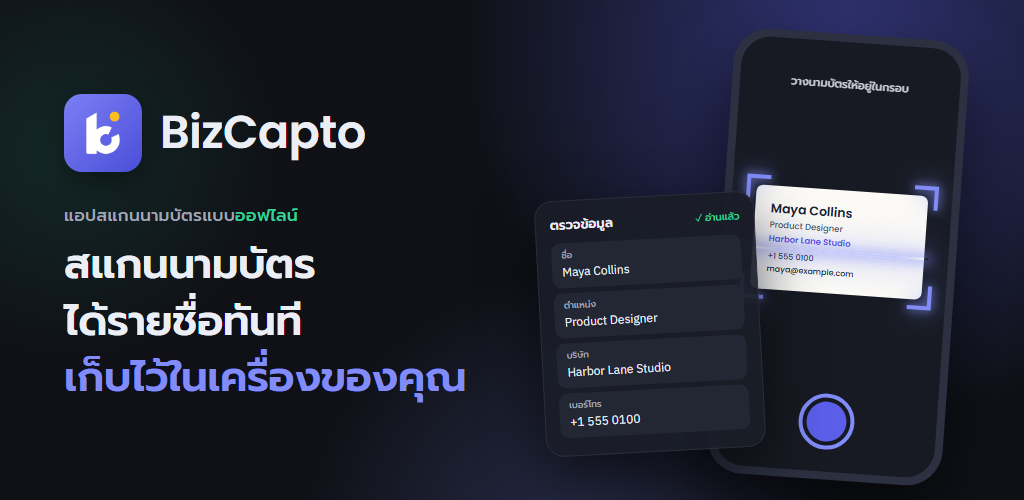 BizCapto
แอปสแกนนามบัตรแบบออฟไลน์
สแกนนามบัตร
ได้รายชื่อทันที
เก็บไว้ในเครื่องของคุณ
ตรวจข้อมูล
✓ อ่านแล้ว
ชื่อ
Maya Collins
ตำแหน่ง
Product Designer
บริษัท
Harbor Lane Studio
เบอร์โทร
+1 555 0100
วางนามบัตรให้อยู่ในกรอบ
Maya Collins
Product Designer
Harbor Lane Studio
+1 555 0100
maya@example.com